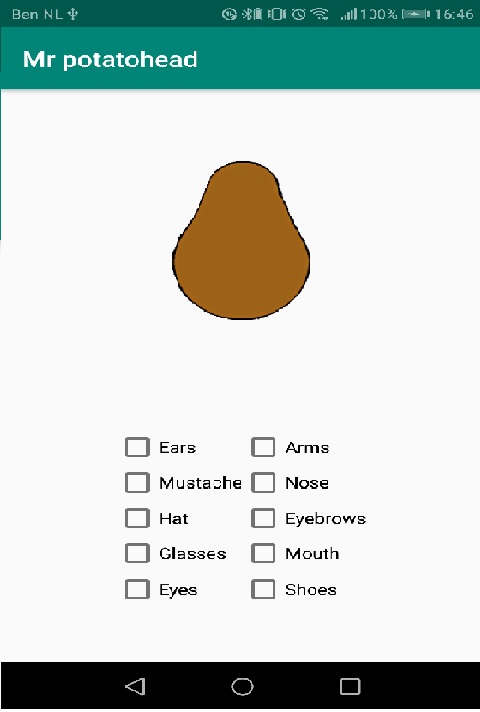 Ben NL 100% 16:46
Mr potatohead
Ears Arms
Mustache Nose
Hat Eyebrows
Glasses Mouth
Eyes Shoes